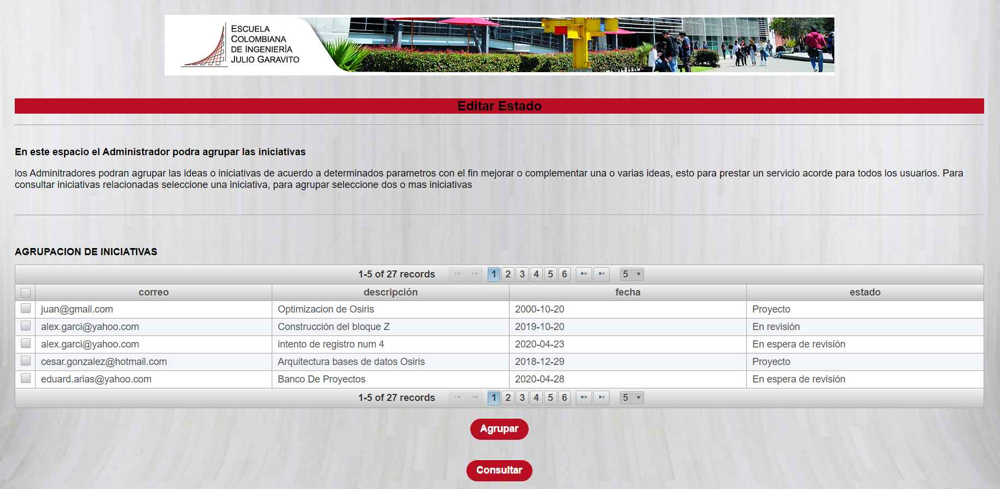 ESCUELA
COLOMBIANA
DE INGENIERÍA
JULIO GARAVITO
Editar Estado
En este espacio el Administrador podra agrupar las iniciativas
los Adminitradores podran agrupar las ideas o iniciativas de acuerdo a determinados parametros con el fin mejorar o complementar una o varias ideas, esto para prestar un servicio acorde para todos los usuarios. Para
consultar iniciativas relacionadas seleccione una iniciativa, para agrupar seleccione dos o mas iniciativas
AGRUPACION DE INICIATIVAS
1-5 of 27 records 1 2 3 4 5 6 5
correo descripción fecha estado
juan@gmail.com Optimizacion de Osiris 2000-10-20 Proyecto
alex.garci@yahoo.com Construcción del bloque Z 2019-10-20 En revisión
alex.garci@yahoo.com intento de registro num 4 2020-04-23 En espera de revisión
cesar.gonzalez@hotmail.com Arquitectura bases de datos Osiris 2018-12-29 Proyecto
eduard.arias@yahoo.com Banco De Proyectos 2020-04-28 En espera de revisión
1-5 of 27 records 1 2 3 4 5 6 5
Agrupar
Consultar